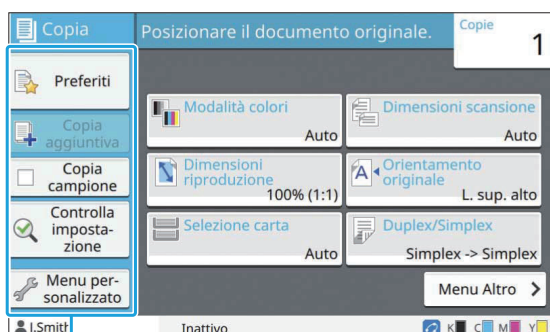 Copia
Posizionare il documento originale.
Copie
1
Preferiti
Copia
aggiuntiva
Copia
campione
Controlla
imposta-
zione
Menu per-
sonalizzato
Modalità colori
Auto
Dimensioni scansione
Auto
Dimensioni
riproduzione
100% (1:1)
Orientamento
originale
L. sup. alto
Selezione carta
Auto
Duplex/Simplex
Simplex -> Simplex
Menu Altro
J.Smith
Inattivo
K C M Y